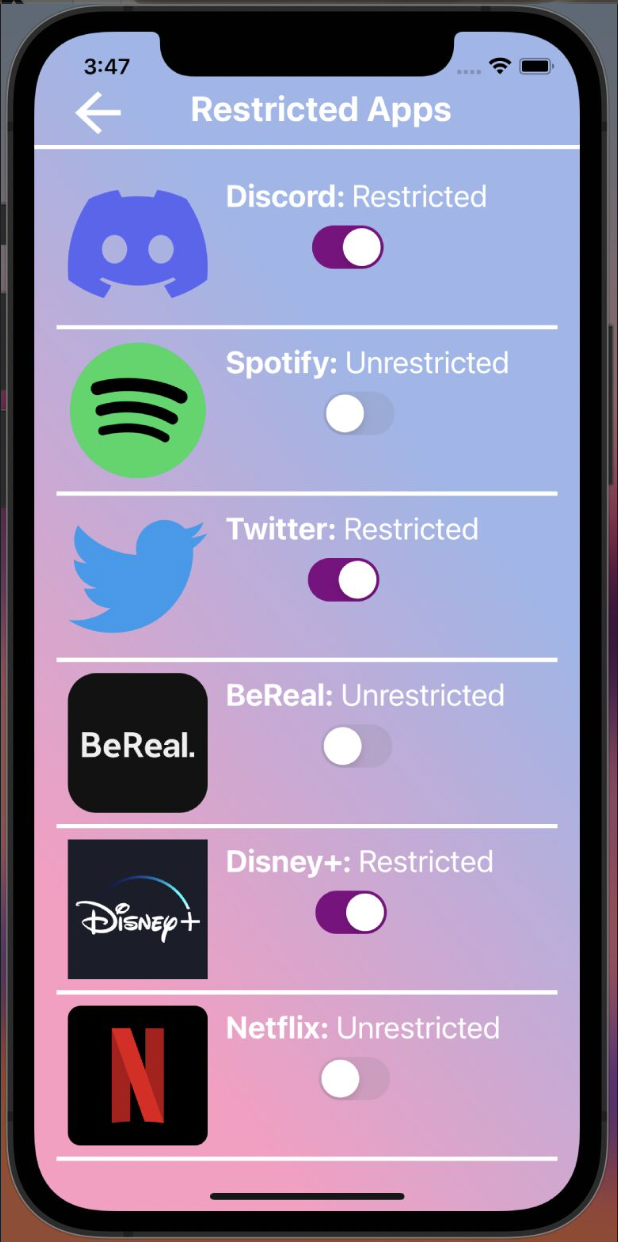 3:47
Restricted Apps
Discord: Restricted
Spotify: Unrestricted
Twitter: Restricted
BeReal: Unrestricted
BeReal.
Disney+: Restricted
Disney+
Netflix: Unrestricted
N